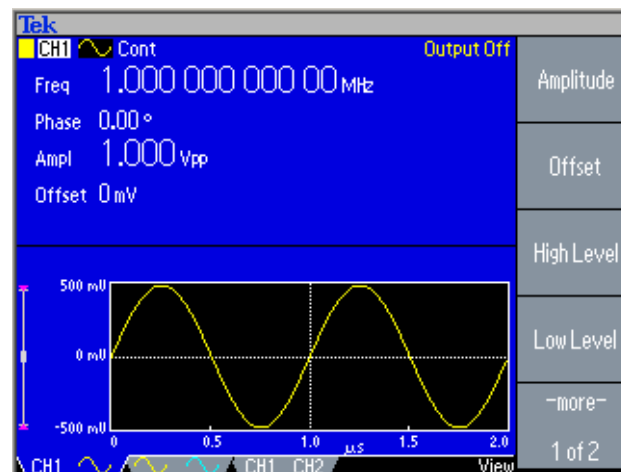 Tek
CH1 Cont Output Off
Freq 1.000 000 000 00 MHz
Phase 0.00 °
Ampl 1.000 Vpp
Offset 0 mV
Amplitude
Offset
High Level
Low Level
-more-
1 of 2
500 mV
0 mV
-500 mV
0 0.5 1.0 µs 1.5 2.0
CH1 CH1 CH2 View